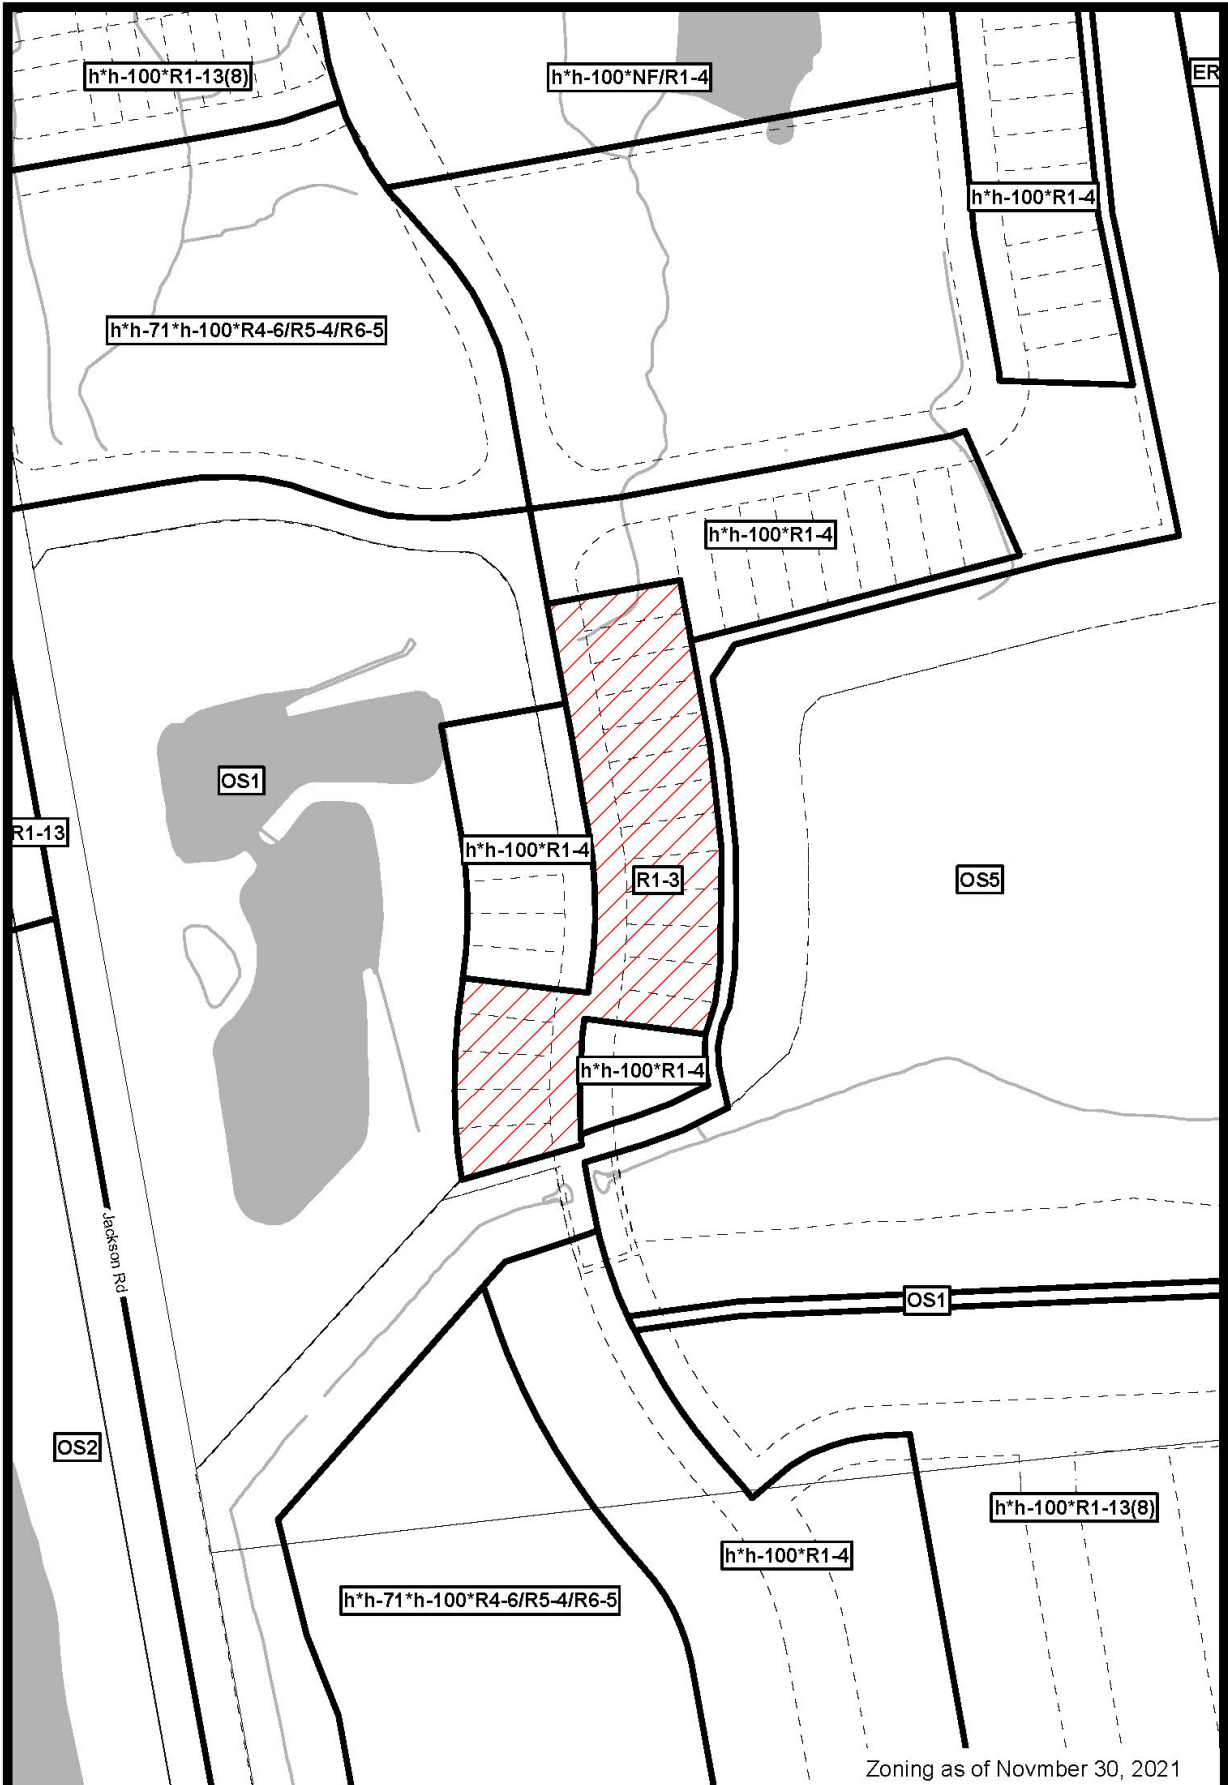 h*h-100*R1-13(8)
h*h-100*NF/R1-4
ER
h*h-100*R1-4
h*h-71*h-100*R4-6/R5-4/R6-5
h*h-100*R1-4
OS1
R1-13
h*h-100*R1-4
R1-3
OS5
h*h-100*R1-4
Jackson Rd
OS1
OS2
h*h-100*R1-13(8)
h*h-100*R1-4
h*h-71*h-100*R4-6/R5-4/R6-5
Zoning as of Novmber 30, 2021